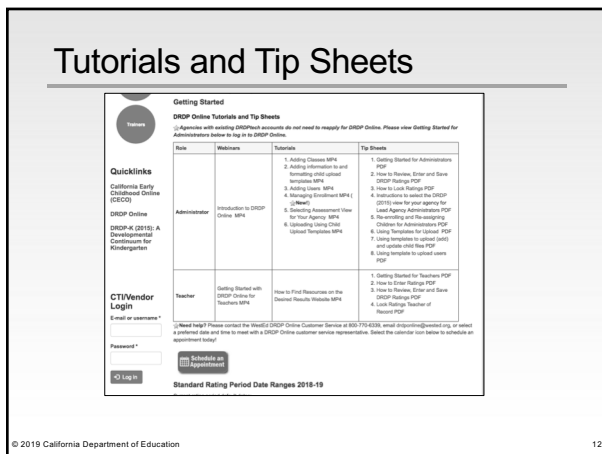 Tutorials and Tip Sheets
Trainers
Quicklinks
California Early
Childhood Online
(CECO)
DRDP Online
DRDP-K (2015): A
Developmental
Continuum for
Kindergarten
CTI/Vendor
Login
E-mail or username *
Password *
Log in
Getting Started
DRDP Online Tutorials and Tip Sheets
Agencies with existing DRDPtech accounts do not need to reapply for DRDP Online. Please view Getting Started for
Administrators below to log in to DRDP Online.
Role Webinars Tutorials Tip Sheets
Administrator
Introduction to DRDP
Online MP4
1. Adding Classes MP4
2. Adding information to and
formatting child upload
templates MP4
3. Adding Users MP4
4. Managing Enrollment MP4 (
New!)
5. Selecting Assessment View
for Your Agency MP4
6. Uploading Using Child
Upload Templates MP4
1. Getting Started for Administrators
PDF
2. How to Review, Enter and Save
DRDP Ratings PDF
3. How to Lock Ratings PDF
4. Instructions to select the DRDP
(2015) view for your agency for
Lead Agency Administrators PDF
5. Re-enrolling and Re-assigning
Children for Administrators PDF
6. Using Templates for Upload PDF
7. Using templates to upload (add)
and update child files PDF
8. Using template to upload users
PDF
Teacher
Getting Started with
DRDP Online for
Teachers MP4
How to Find Resources on the
Desired Results Website MP4
1. Getting Started for Teachers PDF
2. How to Enter Ratings PDF
3. How to Review, Enter and Save
DRDP Ratings PDF
4. Lock Ratings Teacher of
Record PDF
Need help? Please contact the WestEd DRDP Online Customer Service at 800-770-6339, email drdponline@wested.org, or select
a preferred date and time to meet with a DRDP Online customer service representative. Select the calendar icon below to schedule an
appointment today!
Schedule an
Appointment
Standard Rating Period Date Ranges 2018-19
© 2019 California Department of Education
12